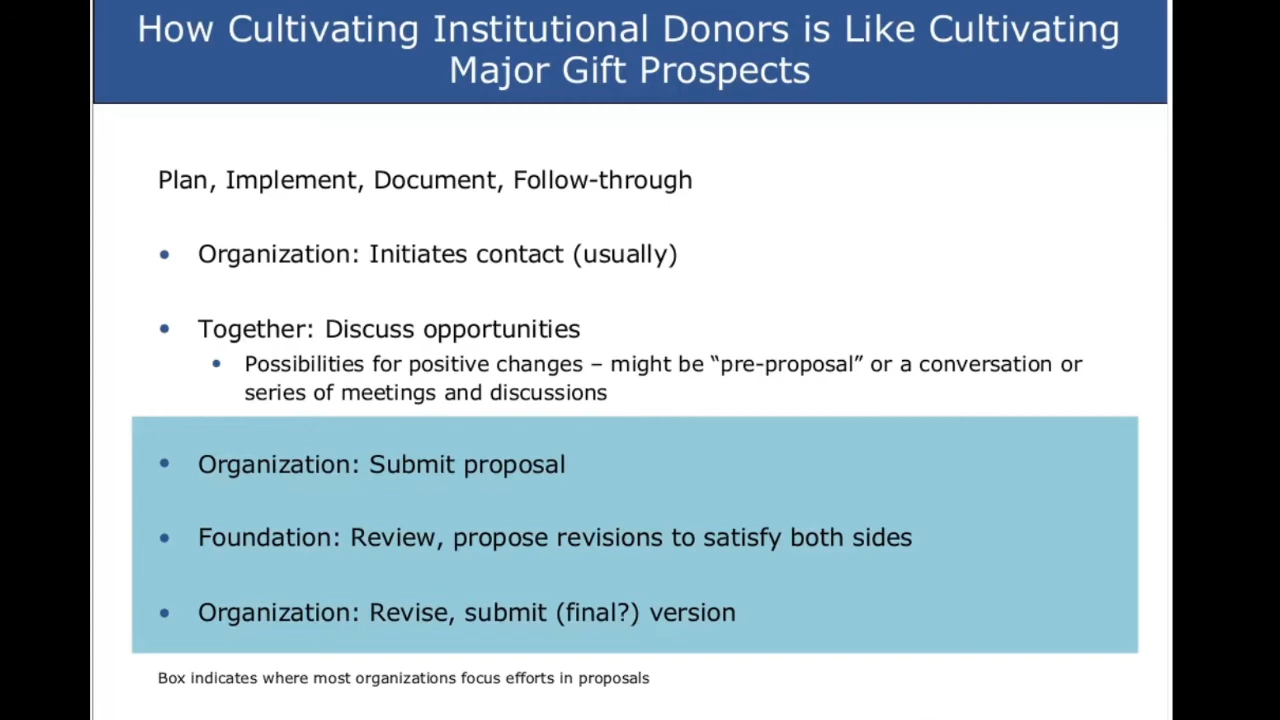 How Cultivating Institutional Donors is Like Cultivating
Major Gift Prospects
Plan, Implement, Document, Follow-through
• Organization: Initiates contact (usually)
• Together: Discuss opportunities
• Possibilities for positive changes – might be “pre-proposal” or a conversation or
series of meetings and discussions
• Organization: Submit proposal
• Foundation: Review, propose revisions to satisfy both sides
• Organization: Revise, submit (final?) version
Box indicates where most organizations focus efforts in proposals